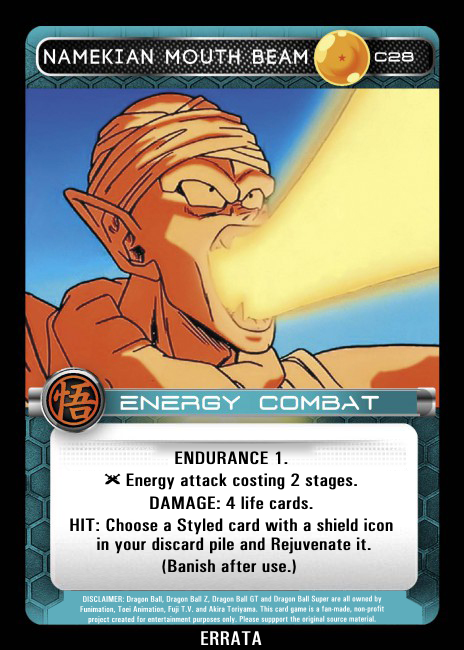 NAMEKIAN MOUTH BEAM C28
悟 ENERGY COMBAT
ENDURANCE 1.
Energy attack costing 2 stages.
DAMAGE: 4 life cards.
HIT: Choose a Styled card with a shield icon
in your discard pile and Rejuvenate it.
(Banish after use.)
DISCLAIMER: Dragon Ball, Dragon Ball Z, Dragon Ball GT and Dragon Ball Super are all owned by
Funimation, Toei Animation, Fuji T.V. and Akira Toriyama. This card game is a fan-made, non-profit
project created for entertainment purposes only. Please suppport the original source material.
ERRATA